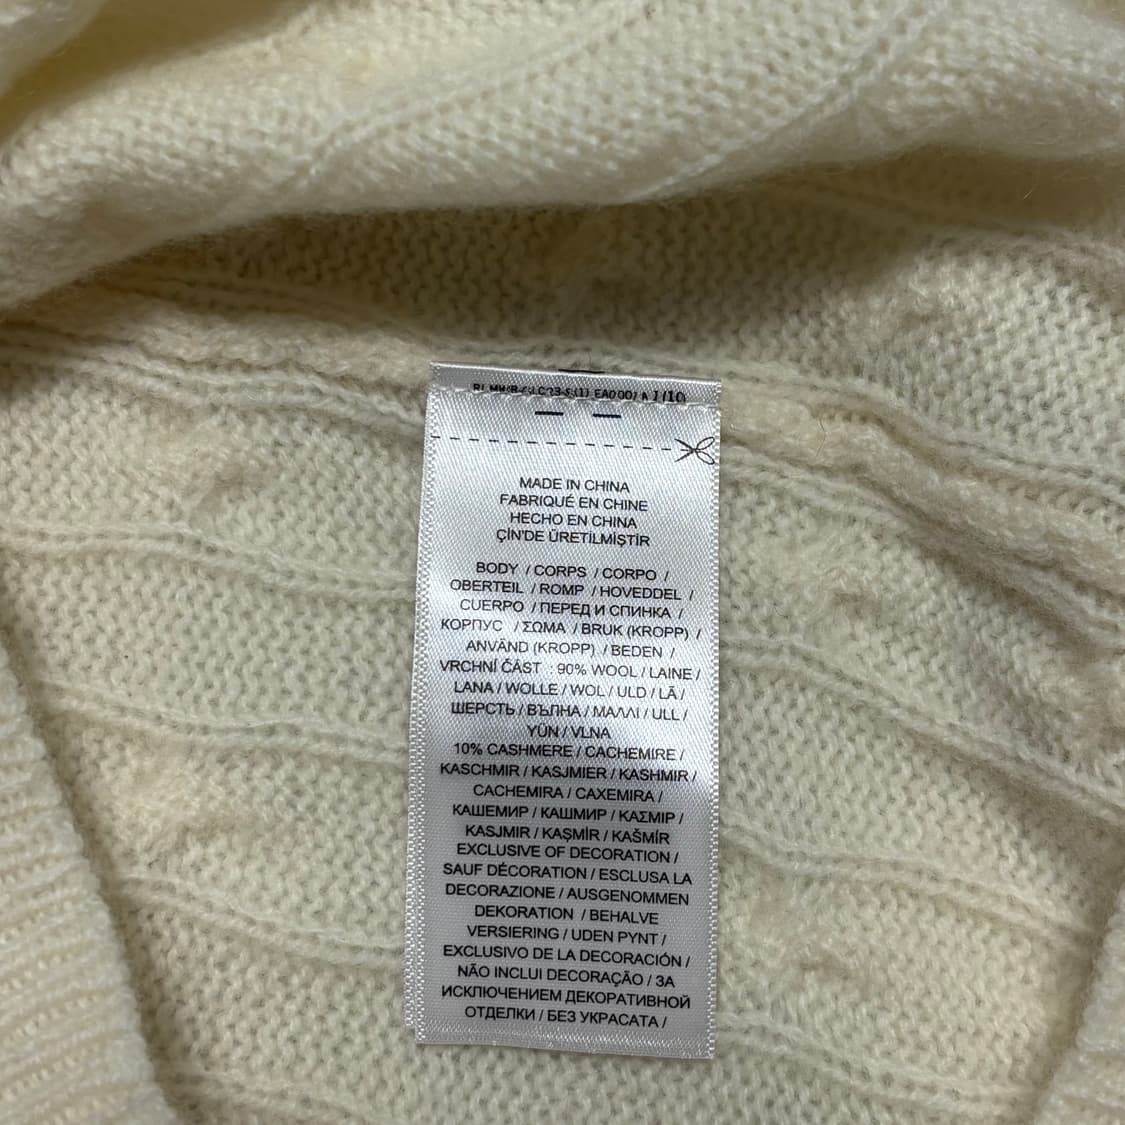 MADE IN CHINA
FABRIQUÉ EN CHINE
HECHO EN CHINA
ÇİN'DE ÜRETİLMİŞTİR
BODY / CORPS / CORPO /
OBERTEIL / ROMP / HOVEDDEL /
CUERPO / ПЕРЕД И СПИНКА /
КОРПУС / ΣΩΜΑ / BRUK (KROPP) /
ANVÄND (KROPP) / BEDEN /
VRCHNÍ ČÁST : 90% WOOL / LAINE /
LANA / WOLLE / WOL / ULD / LÃ /
ШЕРСТЬ / ВЪЛНА / ΜΑΛΛΙ / ULL /
YÜN / VLNA
10% CASHMERE / CACHEMIRE /
KASCHMIR / KASJMIER / KASHMIR /
CACHEMIRA / CAXEMIRA /
КАШЕМИР / КАШМИР / ΚΑΣΜΙΡ /
KASJMIR / KAŞMİR / KAŠMÍR
EXCLUSIVE OF DECORATION /
SAUF DÉCORATION / ESCLUSA LA
DECORAZIONE / AUSGENOMMEN
DEKORATION / BEHALVE
VERSIERING / UDEN PYNT /
EXCLUSIVO DE LA DECORACIÓN /
NÃO INCLUI DECORAÇÃO / ЗА
ИСКЛЮЧЕНИЕМ ДЕКОРАТИВНОЙ
ОТДЕЛКИ / БЕЗ УКРАСАТА /